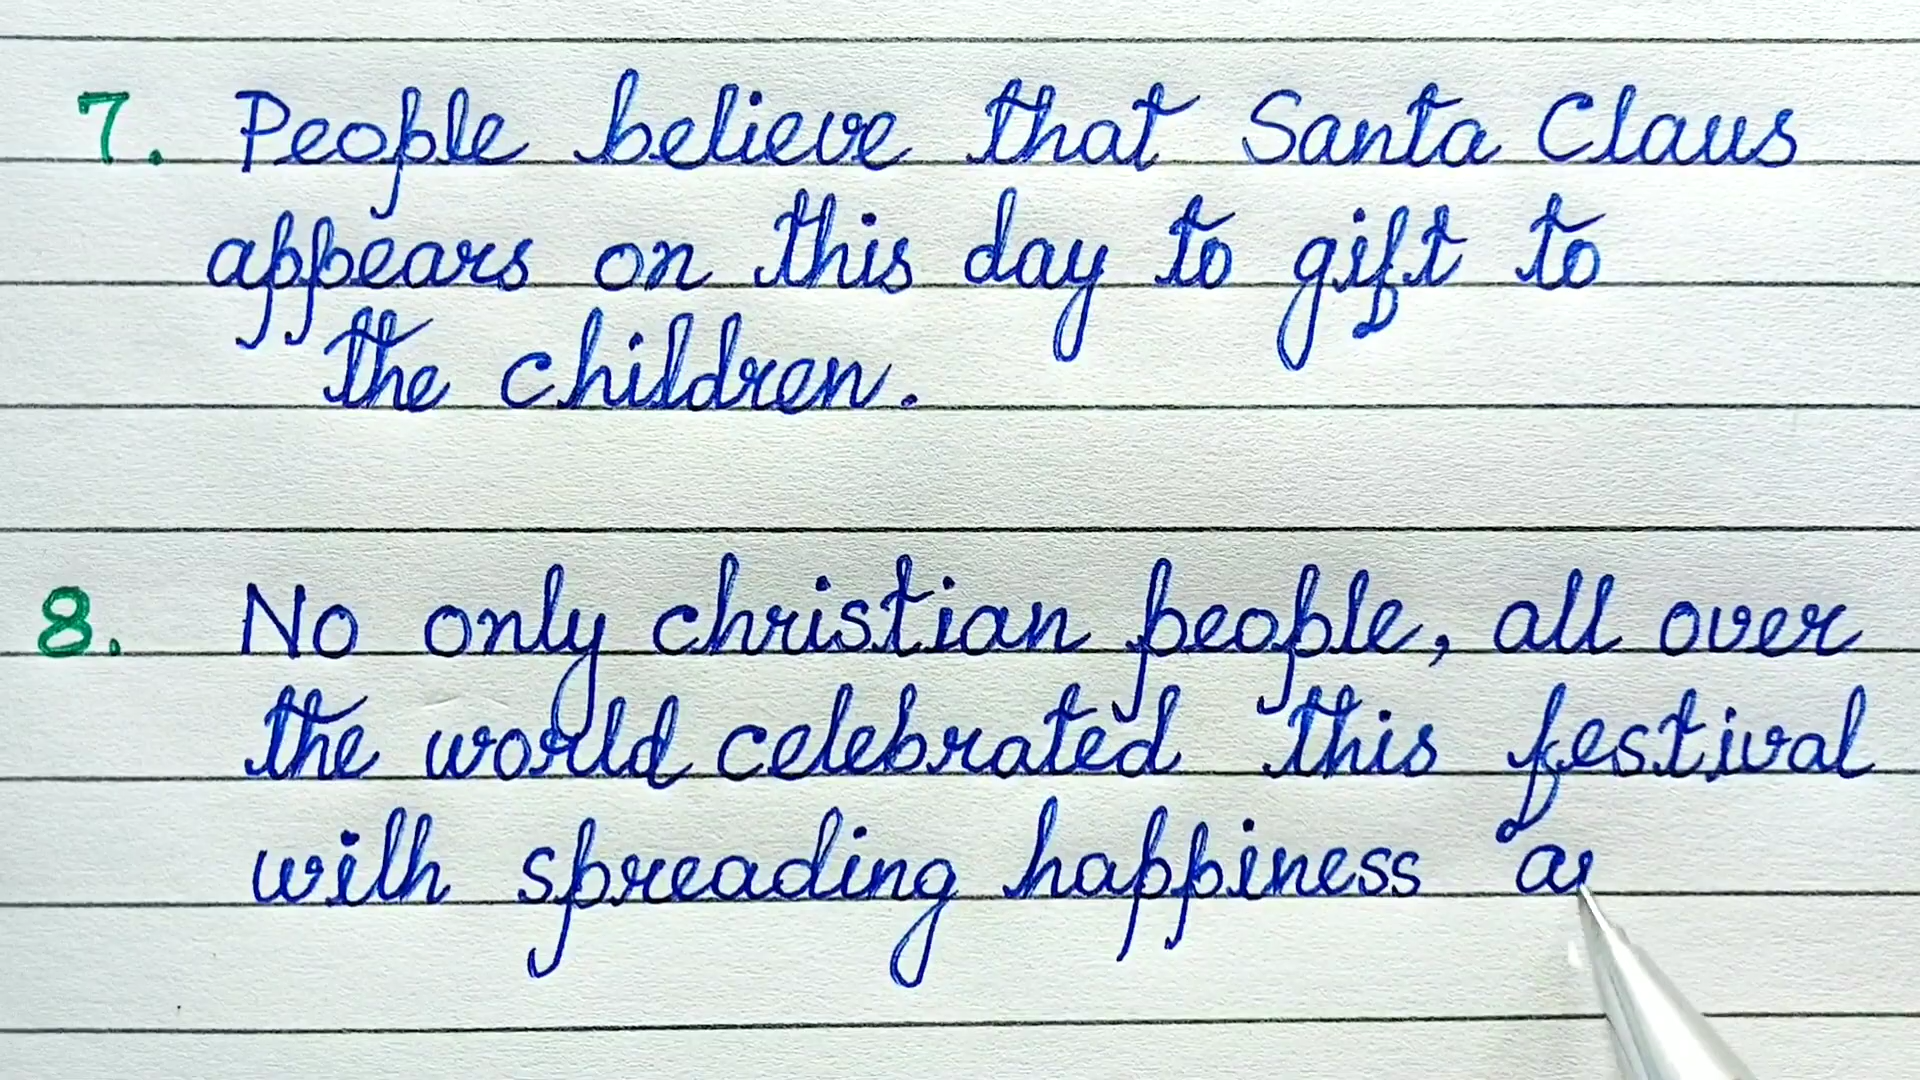 7. People believe that Santa Claus
appears on this day to gift to
the children.
8. No only christian people, all over
the world celebrated this festival
with spreading happiness